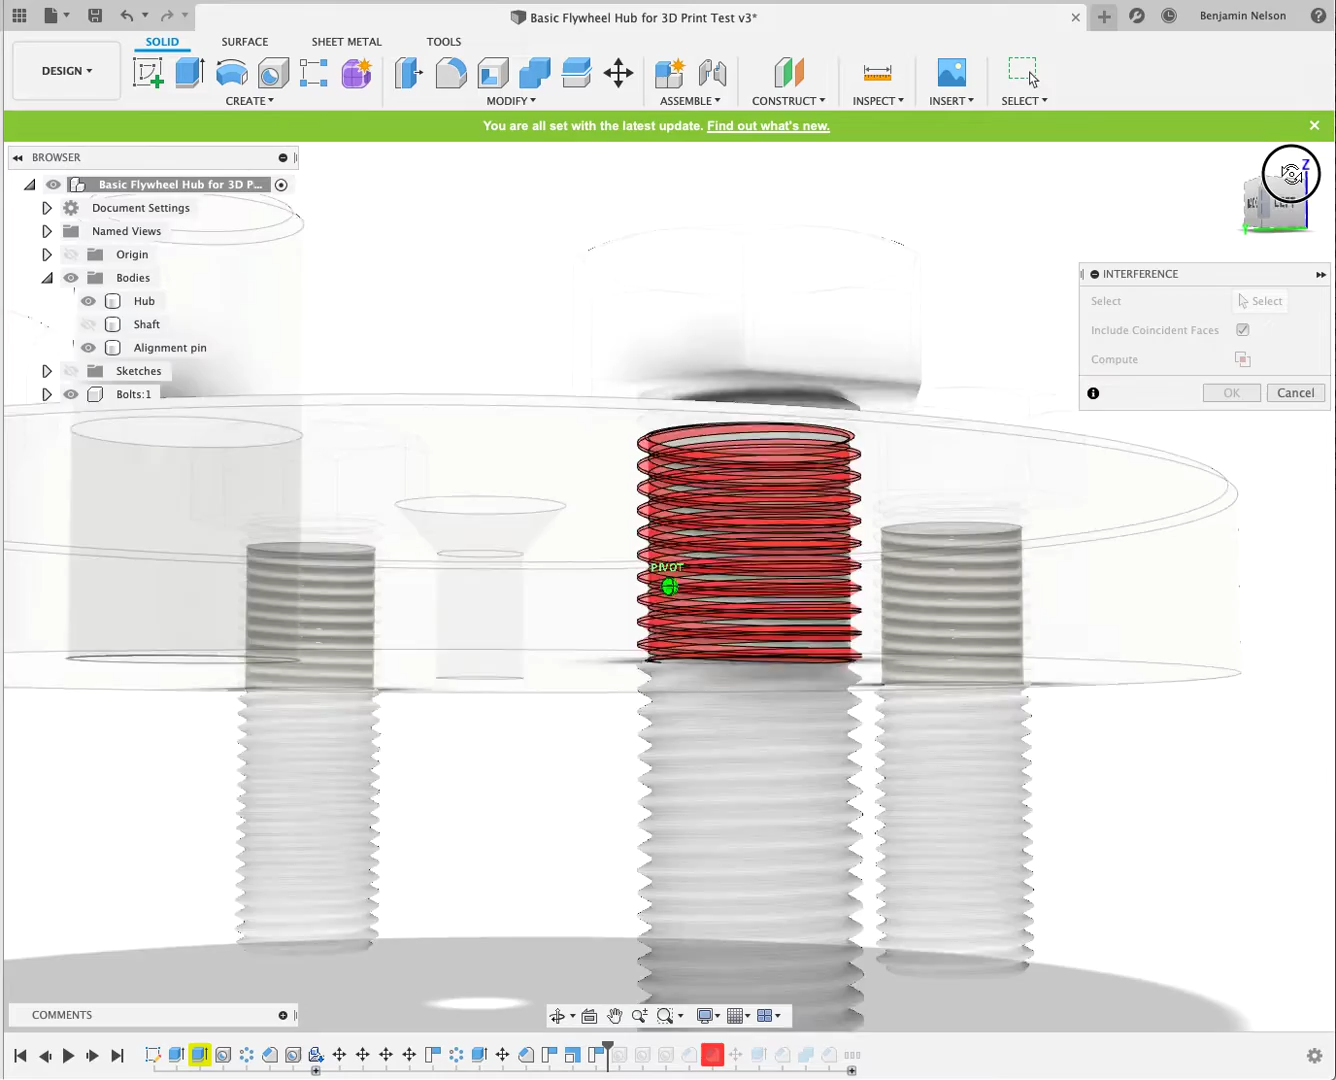 Basic Flywheel Hub for 3D Print Test v3*
Benjamin Nelson
DESIGN
SOLID
SURFACE
SHEET METAL
TOOLS
CREATE
MODIFY
ASSEMBLE
CONSTRUCT
INSPECT
INSERT
SELECT
You are all set with the latest update. Find out what's new.
BROWSER
Basic Flywheel Hub for 3D P...
Document Settings
Named Views
Origin
Bodies
Hub
Shaft
Alignment pin
Sketches
Bolts:1
Z
INTERFERENCE
Select
Select
Include Coincident Faces
Compute
OK
Cancel
PIVOT
COMMENTS